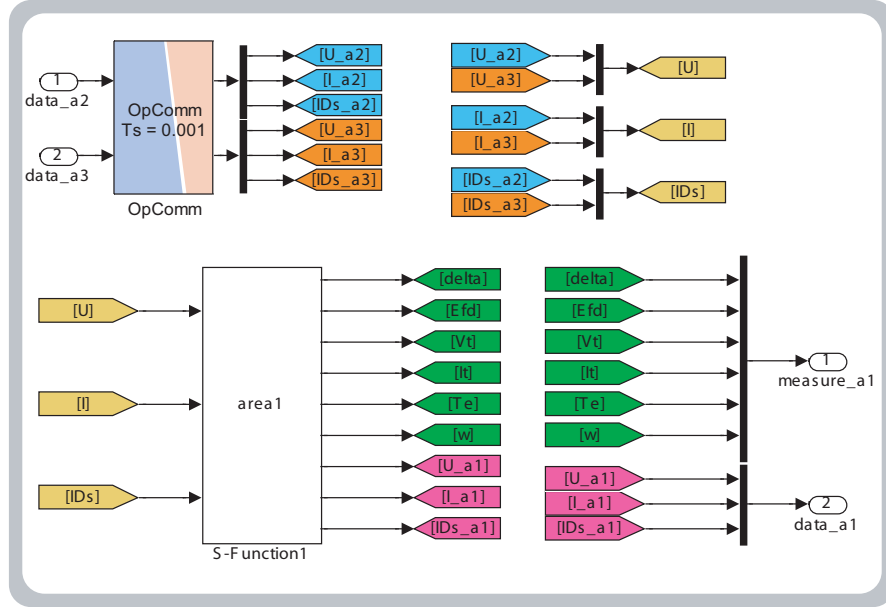 1
data_a2
2
data_a3
OpComm
Ts = 0.001
OpComm
[U_a2]
[I_a2]
[IDs_a2]
[U_a3]
[I_a3]
[IDs_a3]
[U_a2]
[U_a3]
[U]
[I_a2]
[I_a3]
[I]
[IDs_a2]
[IDs_a3]
[IDs]
[U]
[I]
[IDs]
area1
S-Function1
[delta]
[Efd]
[Vt]
[It]
[Te]
[w]
[U_a1]
[I_a1]
[IDs_a1]
[delta]
[Efd]
[Vt]
[It]
[Te]
[w]
[U_a1]
[I_a1]
[IDs_a1]
1
measure_a1
2
data_a1